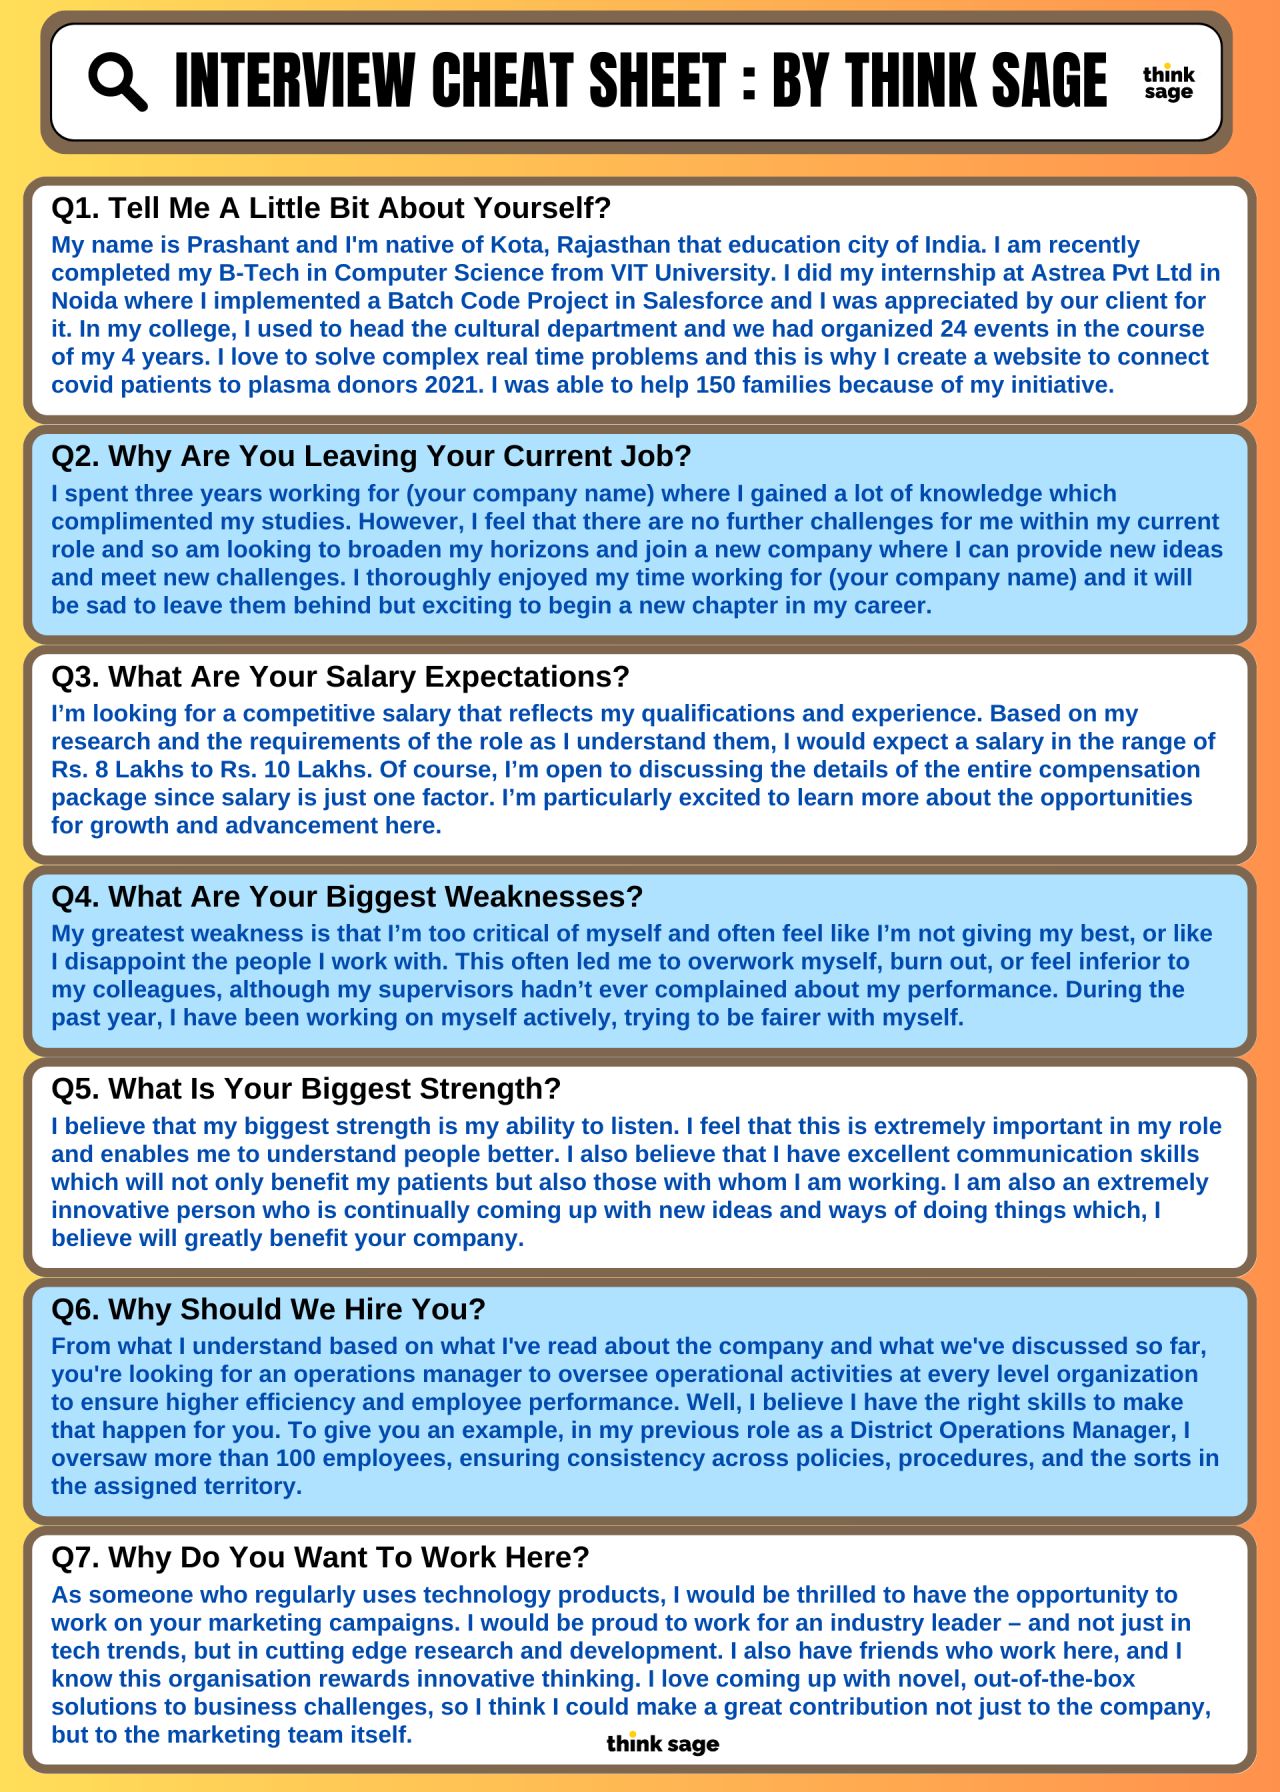 INTERVIEW CHEAT SHEET : BY THINK SAGE
think
sage
Q1. Tell Me A Little Bit About Yourself?
My name is Prashant and I'm native of Kota, Rajasthan that education city of India. I am recently
completed my B-Tech in Computer Science from VIT University. I did my internship at Astrea Pvt Ltd in
Noida where I implemented a Batch Code Project in Salesforce and I was appreciated by our client for
it. In my college, I used to head the cultural department and we had organized 24 events in the course
of my 4 years. I love to solve complex real time problems and this is why I create a website to connect
covid patients to plasma donors 2021. I was able to help 150 families because of my initiative.
Q2. Why Are You Leaving Your Current Job?
I spent three years working for (your company name) where I gained a lot of knowledge which
complimented my studies. However, I feel that there are no further challenges for me within my current
role and so am looking to broaden my horizons and join a new company where I can provide new ideas
and meet new challenges. I thoroughly enjoyed my time working for (your company name) and it will
be sad to leave them behind but exciting to begin a new chapter in my career.
Q3. What Are Your Salary Expectations?
I’m looking for a competitive salary that reflects my qualifications and experience. Based on my
research and the requirements of the role as I understand them, I would expect a salary in the range of
Rs. 8 Lakhs to Rs. 10 Lakhs. Of course, I’m open to discussing the details of the entire compensation
package since salary is just one factor. I’m particularly excited to learn more about the opportunities
for growth and advancement here.
Q4. What Are Your Biggest Weaknesses?
My greatest weakness is that I’m too critical of myself and often feel like I’m not giving my best, or like
I disappoint the people I work with. This often led me to overwork myself, burn out, or feel inferior to
my colleagues, although my supervisors hadn’t ever complained about my performance. During the
past year, I have been working on myself actively, trying to be fairer with myself.
Q5. What Is Your Biggest Strength?
I believe that my biggest strength is my ability to listen. I feel that this is extremely important in my role
and enables me to understand people better. I also believe that I have excellent communication skills
which will not only benefit my patients but also those with whom I am working. I am also an extremely
innovative person who is continually coming up with new ideas and ways of doing things which, I
believe will greatly benefit your company.
Q6. Why Should We Hire You?
From what I understand based on what I've read about the company and what we've discussed so far,
you're looking for an operations manager to oversee operational activities at every level organization
to ensure higher efficiency and employee performance. Well, I believe I have the right skills to make
that happen for you. To give you an example, in my previous role as a District Operations Manager, I
oversaw more than 100 employees, ensuring consistency across policies, procedures, and the sorts in
the assigned territory.
Q7. Why Do You Want To Work Here?
As someone who regularly uses technology products, I would be thrilled to have the opportunity to
work on your marketing campaigns. I would be proud to work for an industry leader – and not just in
tech trends, but in cutting edge research and development. I also have friends who work here, and I
know this organisation rewards innovative thinking. I love coming up with novel, out-of-the-box
solutions to business challenges, so I think I could make a great contribution not just to the company,
but to the marketing team itself.
think sage